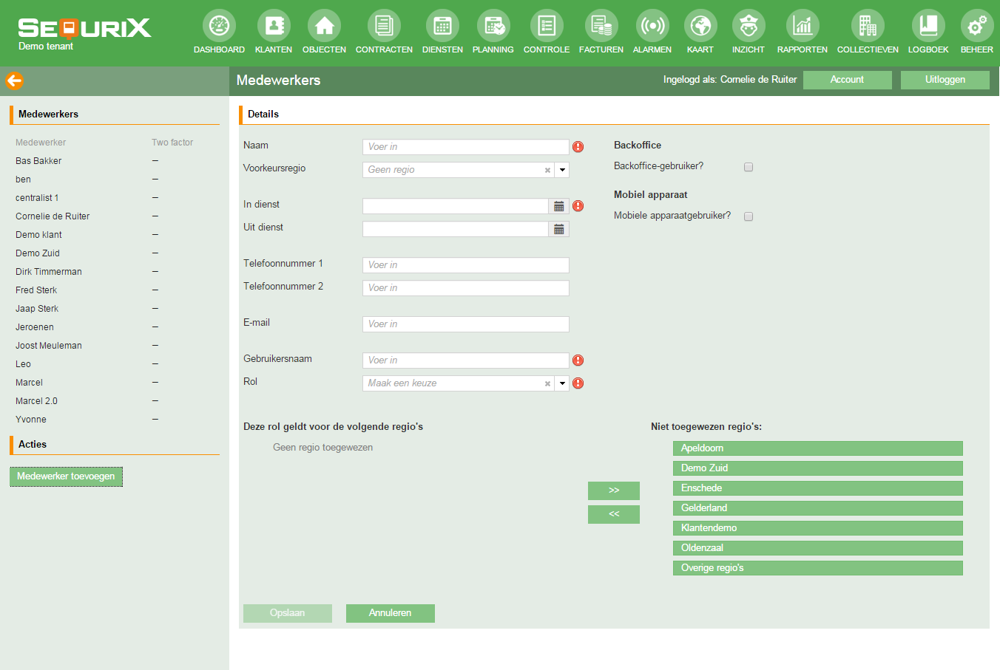 SEQURIX
Demo tenant
DASHBOARD KLANTEN OBJECTEN CONTRACTEN DIENSTEN PLANNING CONTROLE FACTUREN ALARMEN KAART INZICHT RAPPORTEN COLLECTIEVEN LOGBOEK BEHEER
Medewerkers
Ingelogd als: Cornelie de Ruiter
Account
Uitloggen
Medewerkers
Medewerker Two factor
Bas Bakker –
ben –
centralist 1 –
Cornelie de Ruiter –
Demo klant –
Demo Zuid –
Dirk Timmerman –
Fred Sterk –
Jaap Sterk –
Jeroenen –
Joost Meuleman –
Leo –
Marcel –
Marcel 2.0 –
Yvonne –
Acties
Medewerker toevoegen
Details
Naam Voer in
Voorkeursregio Geen regio
In dienst
Uit dienst
Telefoonnummer 1 Voer in
Telefoonnummer 2 Voer in
E-mail Voer in
Gebruikersnaam Voer in
Rol Maak een keuze
Backoffice
Backoffice-gebruiker?
Mobiel apparaat
Mobiele apparaatgebruiker?
Deze rol geldt voor de volgende regio's
Geen regio toegewezen
>>
<<
Niet toegewezen regio's:
Apeldoorn
Demo Zuid
Enschede
Gelderland
Klantendemo
Oldenzaal
Overige regio's
Opslaan
Annuleren